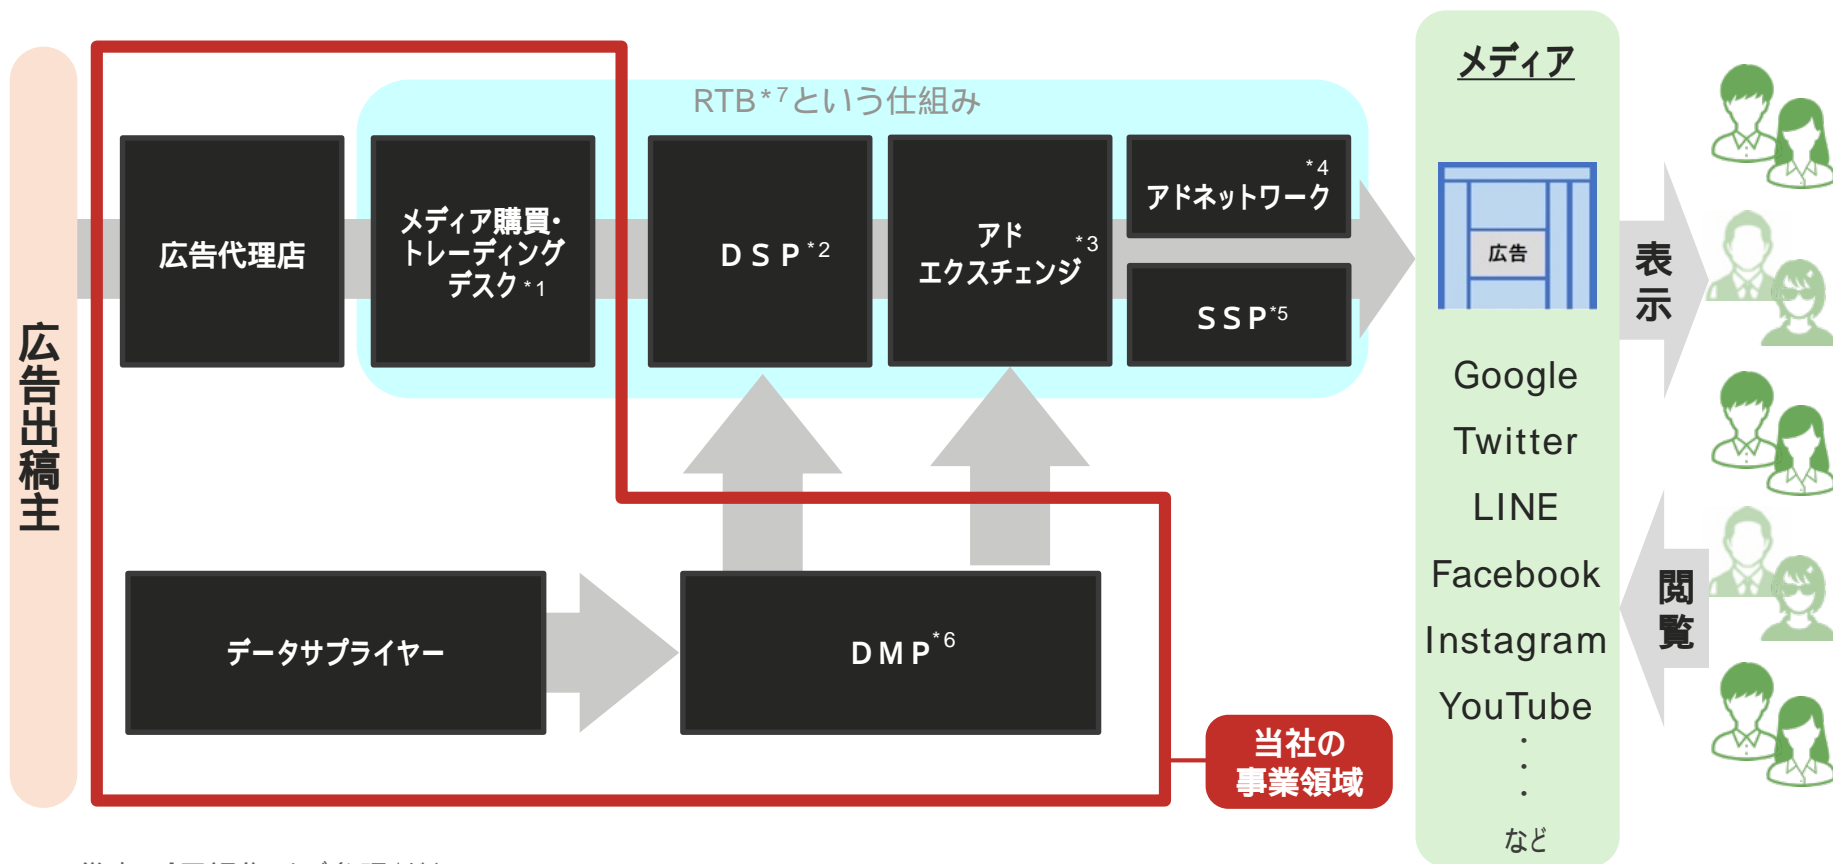 広告出稿主
RTB*7という仕組み
広告代理店
メディア購買・
トレーディング
デスク*1
DSP*2
アド
エクスチェンジ*3
*4
アドネットワーク
SSP*5
データサプライヤー
DMP*6
当社の
事業領域
メディア
広告
Google
Twitter
LINE
Facebook
Instagram
YouTube
・
・
・
など
表示
閲覧